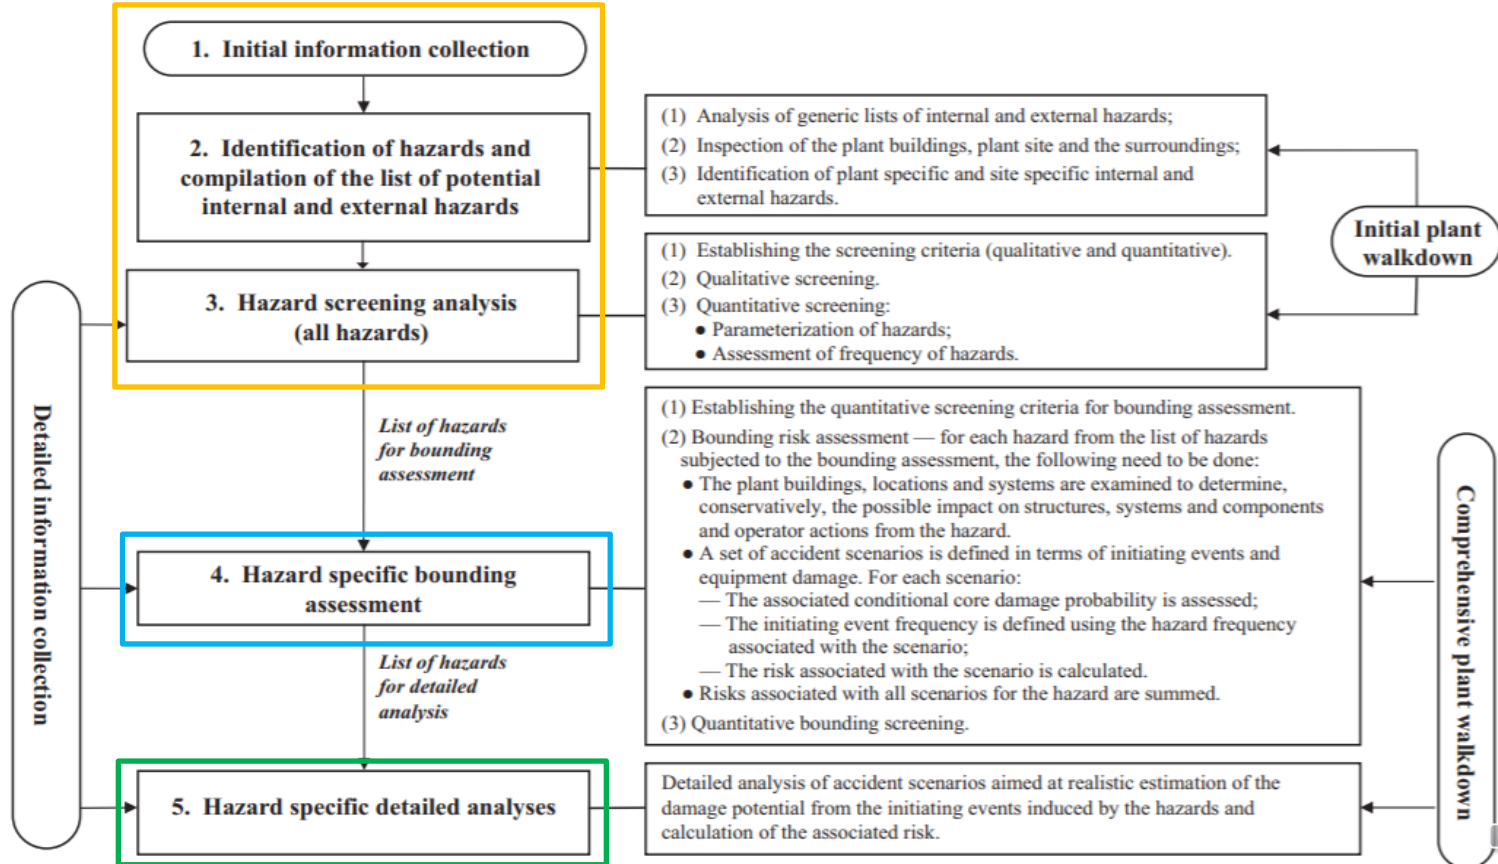 1. Initial information collection
2. Identification of hazards and
compilation of the list of potential
internal and external hazards
(1) Analysis of generic lists of internal and external hazards;
(2) Inspection of the plant buildings, plant site and the surroundings;
(3) Identification of plant specific and site specific internal and
external hazards.
Initial plant
walkdown
3. Hazard screening analysis
(all hazards)
(1) Establishing the screening criteria (qualitative and quantitative).
(2) Qualitative screening.
(3) Quantitative screening:
● Parameterization of hazards;
● Assessment of frequency of hazards.
Detailed information collection
List of hazards
for bounding
assessment
4. Hazard specific bounding
assessment
(1) Establishing the quantitative screening criteria for bounding assessment.
(2) Bounding risk assessment — for each hazard from the list of hazards
subjected to the bounding assessment, the following need to be done:
● The plant buildings, locations and systems are examined to determine,
conservatively, the possible impact on structures, systems and components
and operator actions from the hazard.
● A set of accident scenarios is defined in terms of initiating events and
equipment damage. For each scenario:
— The associated conditional core damage probability is assessed;
— The initiating event frequency is defined using the hazard frequency
associated with the scenario;
— The risk associated with the scenario is calculated.
● Risks associated with all scenarios for the hazard are summed.
(3) Quantitative bounding screening.
Comprehensive plant walkdown
List of hazards
for detailed
analysis
5. Hazard specific detailed analyses
Detailed analysis of accident scenarios aimed at realistic estimation of the
damage potential from the initiating events induced by the hazards and
calculation of the associated risk.